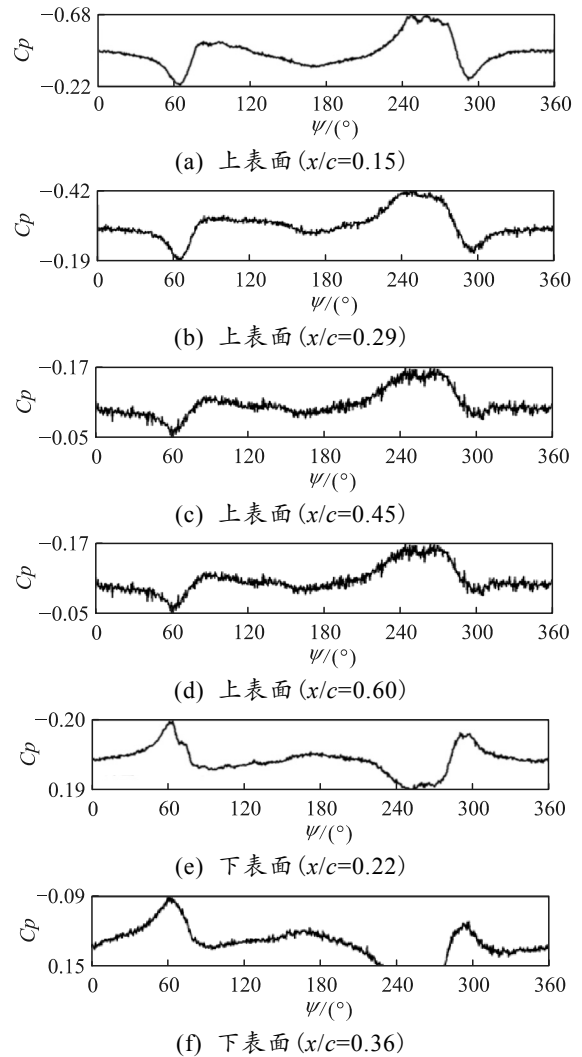 −0.68
Cp
−0.22
0 60 120 180 240 300 360
ψ/(°)
(a) 上表面(x/c=0.15)
−0.42
Cp
−0.19
0 60 120 180 240 300 360
ψ/(°)
(b) 上表面(x/c=0.29)
−0.17
Cp
−0.05
0 60 120 180 240 300 360
ψ/(°)
(c) 上表面(x/c=0.45)
−0.17
Cp
−0.05
0 60 120 180 240 300 360
ψ/(°)
(d) 上表面(x/c=0.60)
−0.20
Cp
0.19
0 60 120 180 240 300 360
ψ/(°)
(e) 下表面(x/c=0.22)
−0.09
Cp
0.15
0 60 120 180 240 300 360
ψ/(°)
(f) 下表面(x/c=0.36)